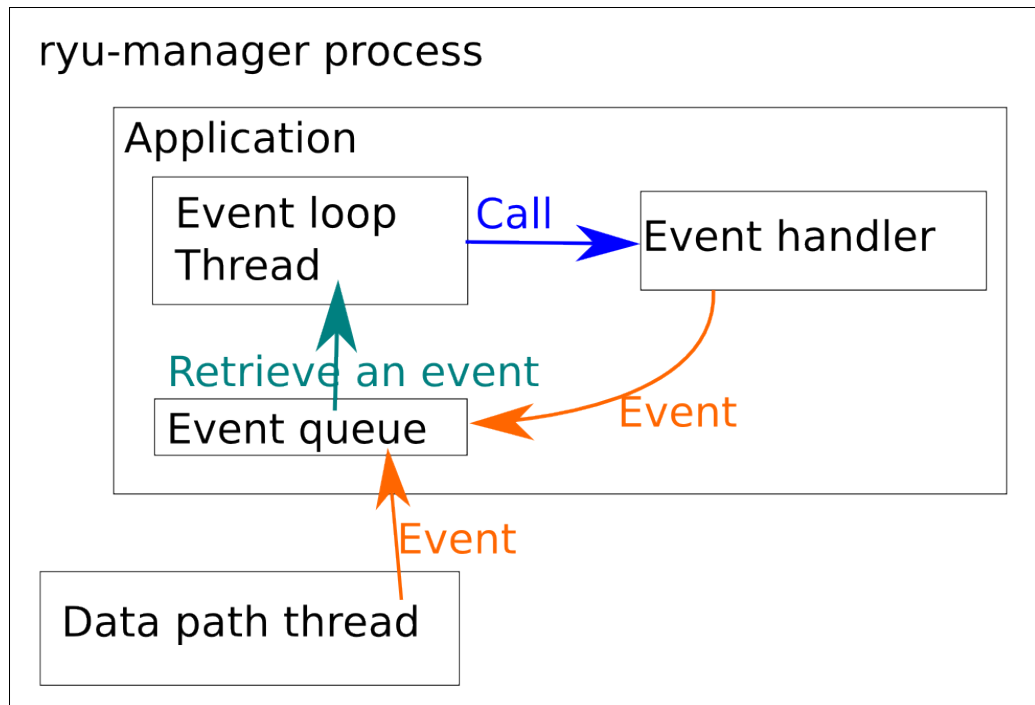 ryu-manager process
Application
Event loop
Thread
Call
Event handler
Retrieve an event
Event queue
Event
Event
Data path thread